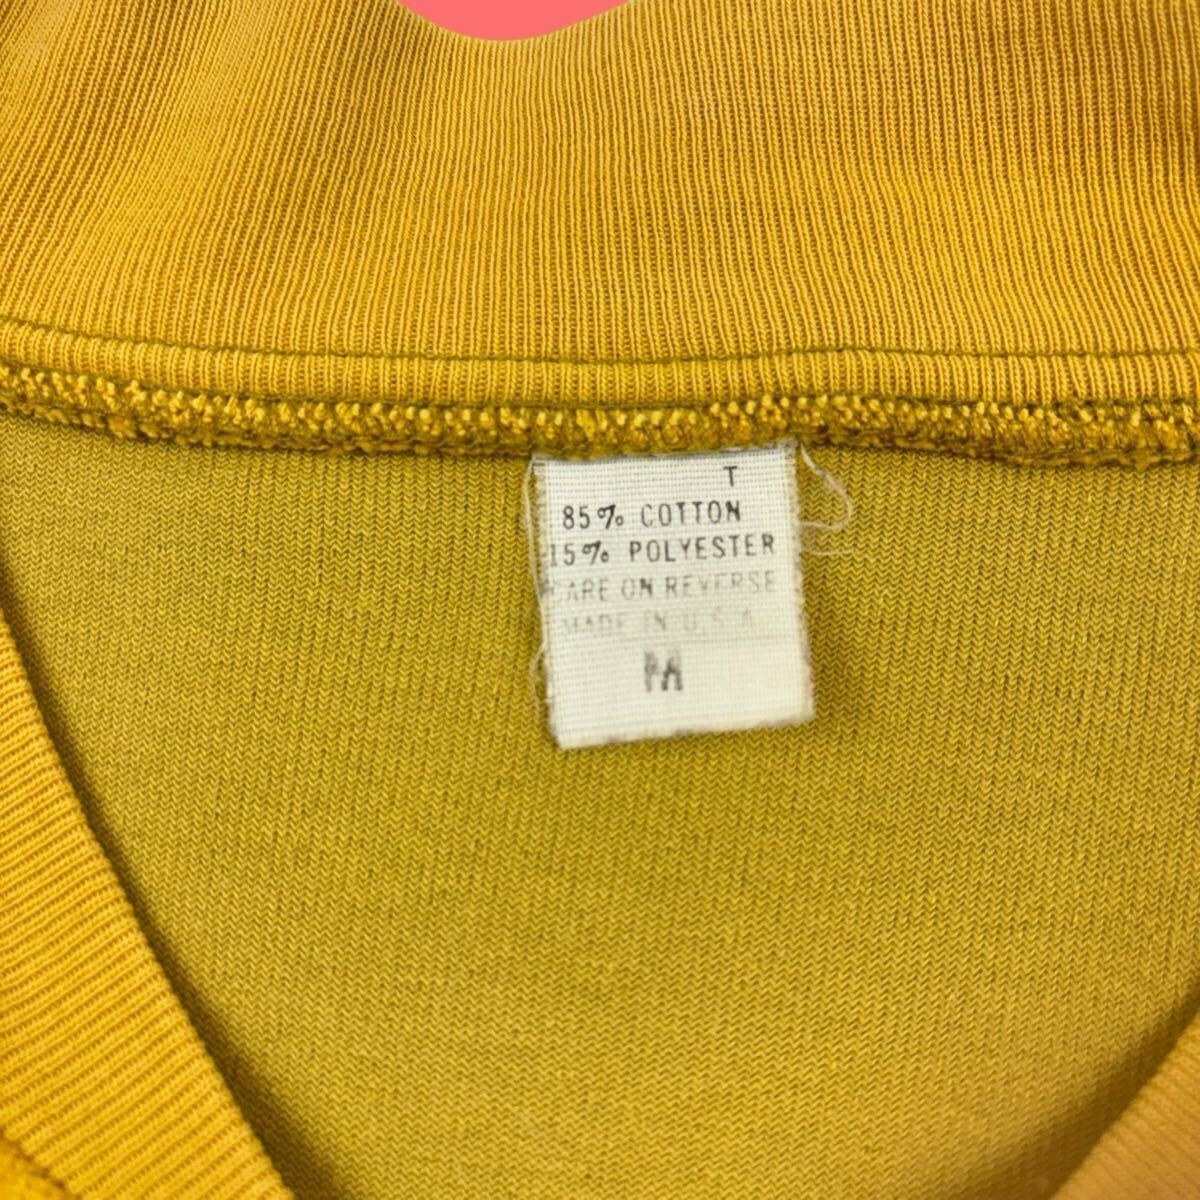 T
85% COTTON
15% POLYESTER
CARE ON REVERSE
MADE IN U.S.A.
M